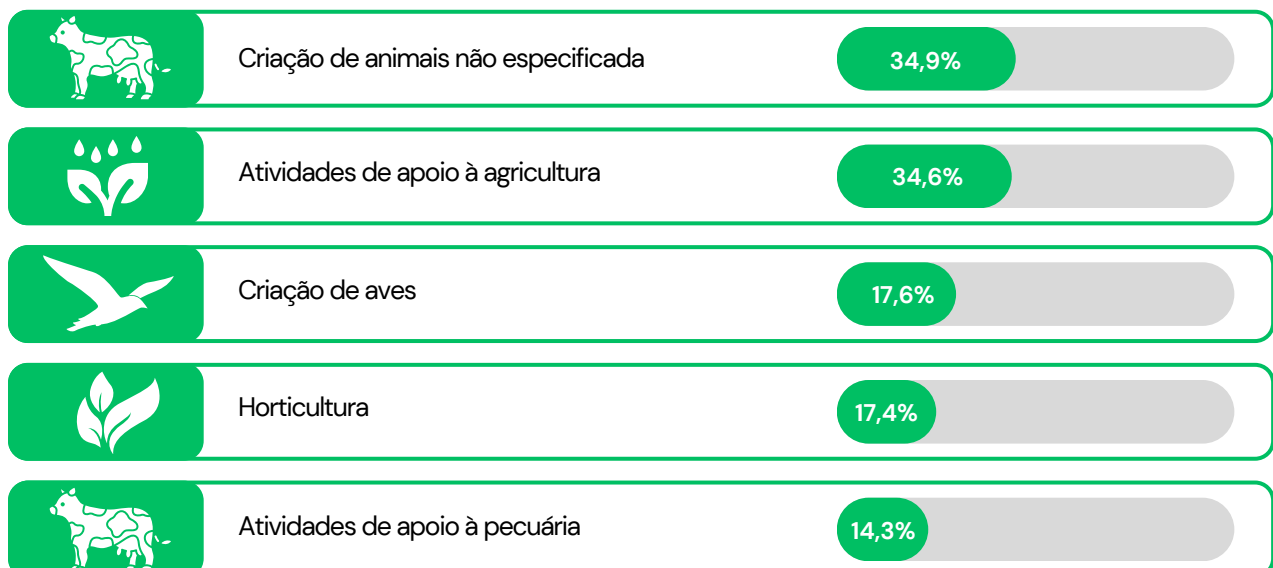 Criação de animais não especificada 34,9%
Atividades de apoio à agricultura 34,6%
Criação de aves 17,6%
Horticultura 17,4%
Atividades de apoio à pecuária 14,3%